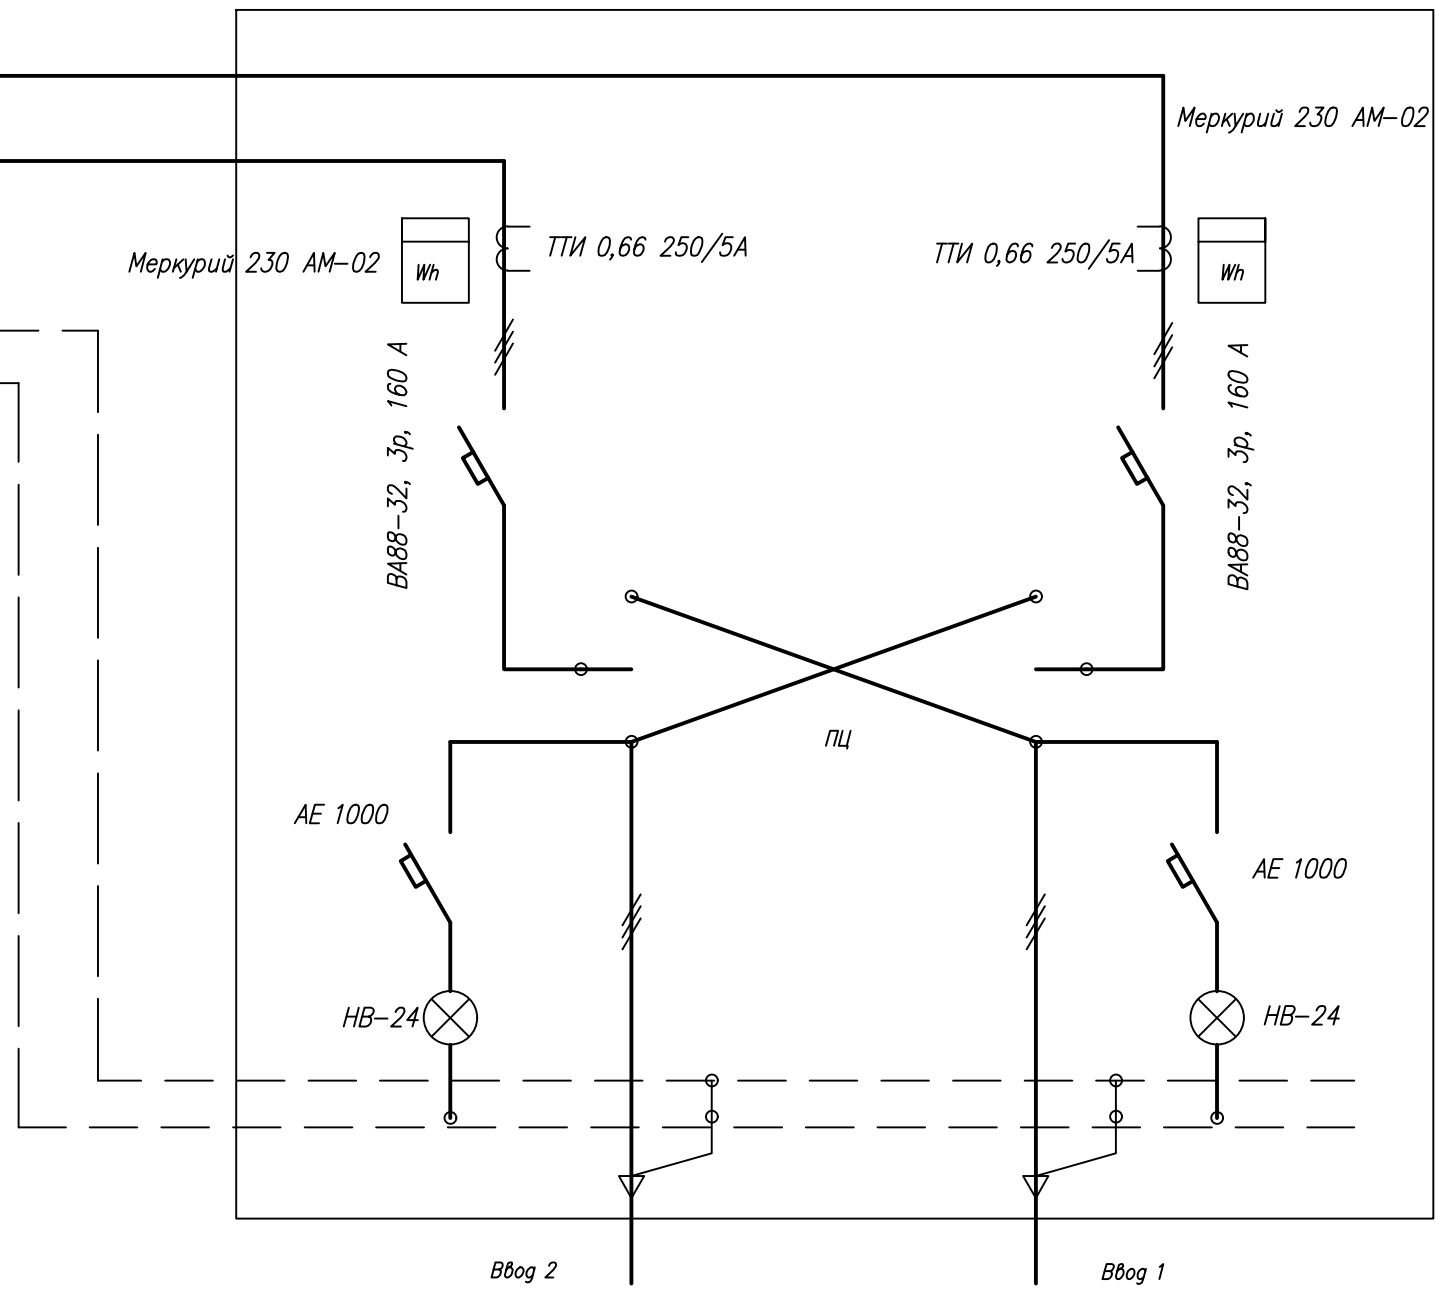 Меркурий 230 АМ-02
ТТИ 0,66 250/5А
ТТИ 0,66 250/5А
Меркурий 230 АМ-02
Wh
Wh
ВА88-32, 3р, 160 А
ВА88-32, 3р, 160 А
ПЦ
АЕ 1000
АЕ 1000
НВ-24
НВ-24
Ввод 2
Ввод 1